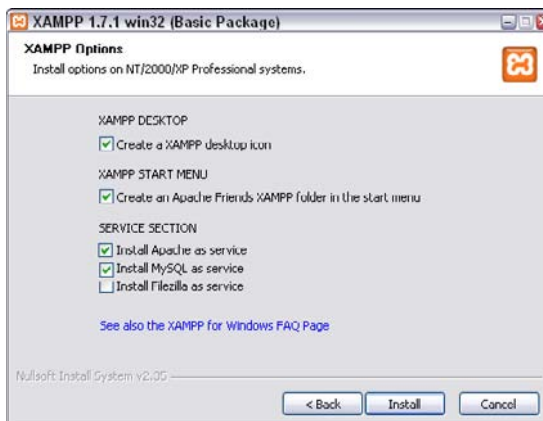 XAMPP 1.7.1 win32 (Basic Package)
XAMPP Options
Install options on NT/2000/XP Professional systems.
XAMPP DESKTOP
Create a XAMPP desktop icon
XAMPP START MENU
Create an Apache Friends XAMPP folder in the start menu
SERVICE SECTION
Install Apache as service
Install MySQL as service
Install Filezilla as service
See also the XAMPP for Windows FAQ Page
Nullsoft Install System v2.35
< Back
Install
Cancel